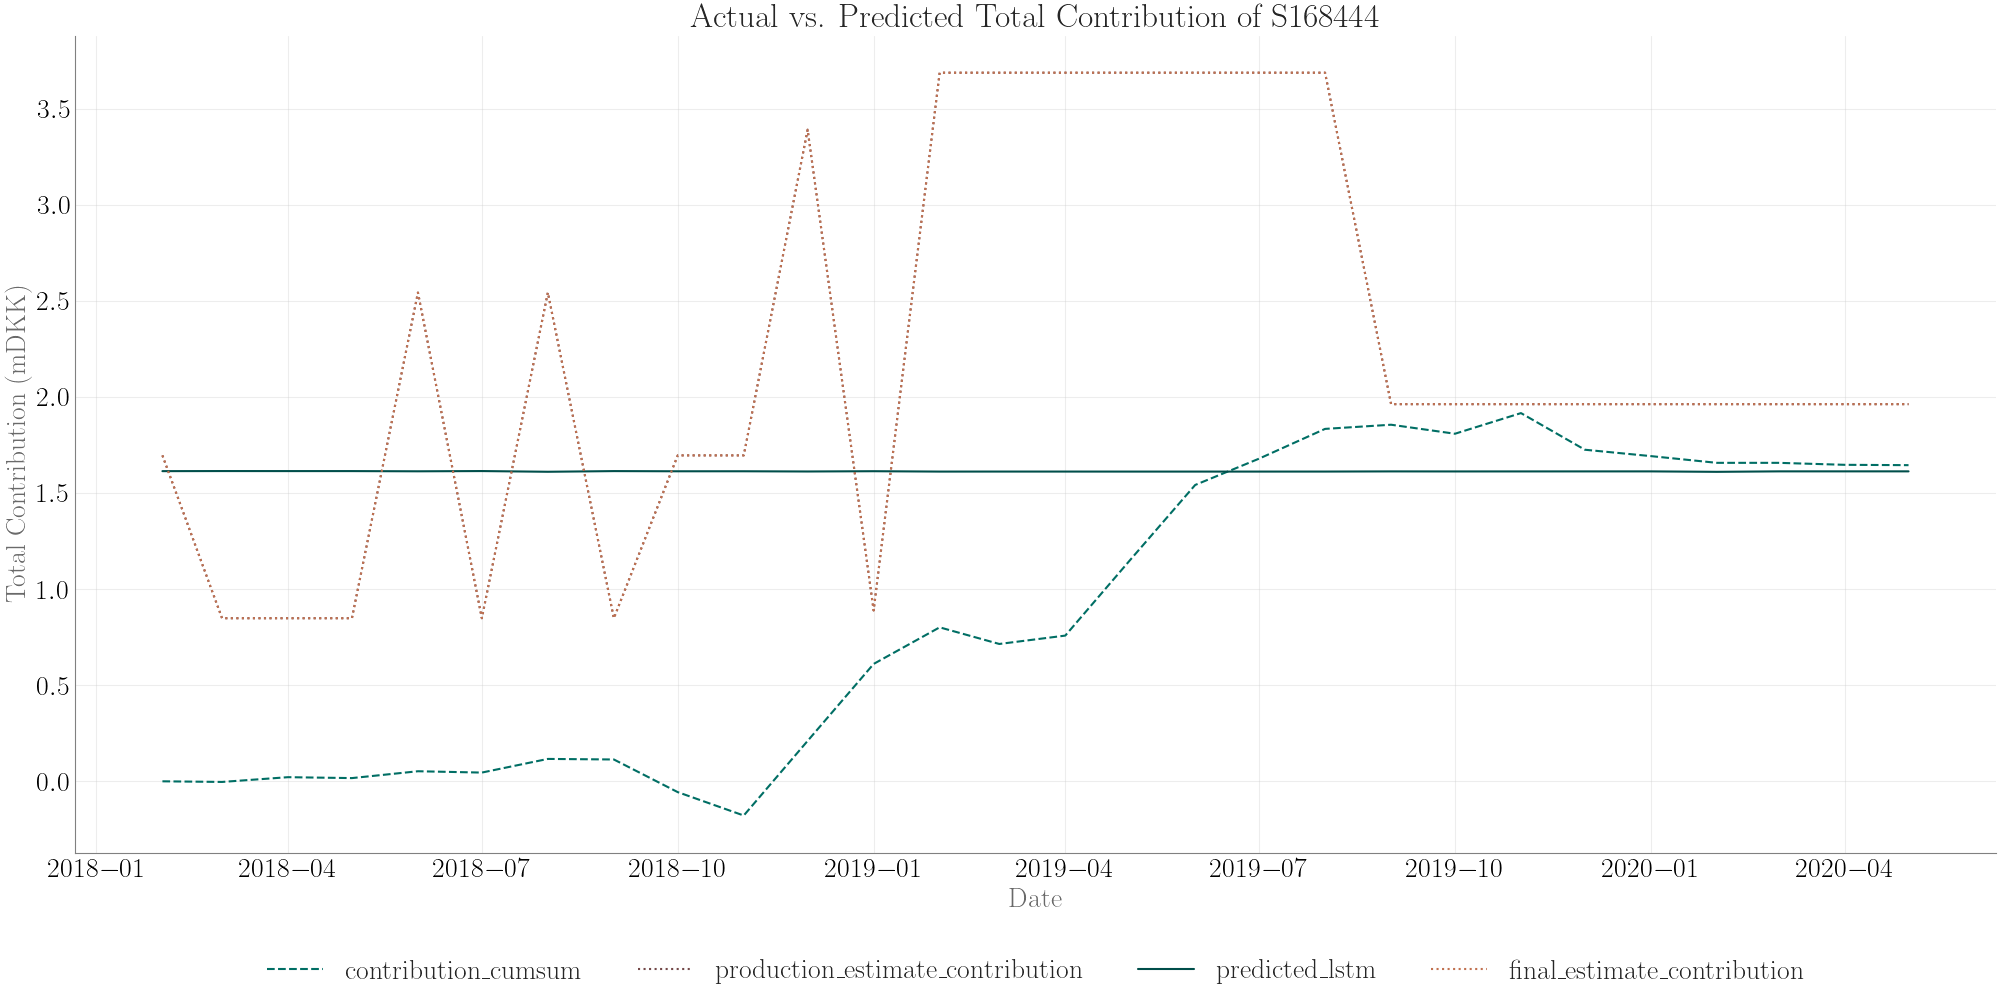 Actual vs. Predicted Total Contribution of S168444
Total Contribution (mDKK)
3.5
3.0
2.5
2.0
1.5
1.0
0.5
0.0
2018–01 2018–04 2018–07 2018–10 2019–01 2019–04 2019–07 2019–10 2020–01 2020–04
Date
contribution_cumsum production_estimate_contribution predicted_lstm final_estimate_contribution